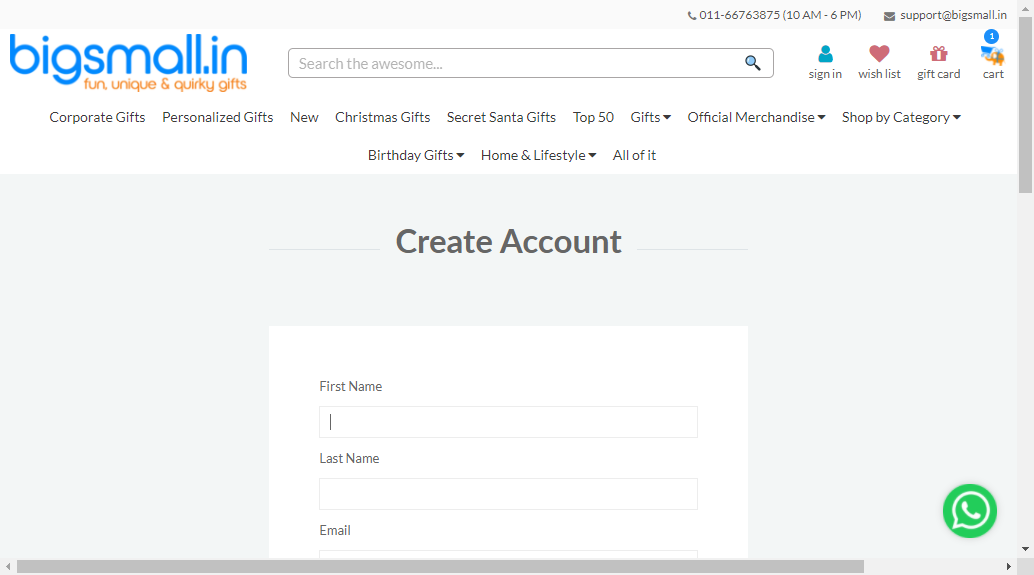 011-66763875 (10 AM - 6 PM) support@bigsmall.in
bigsmall.in
fun, unique & quirky gifts
Search the awesome...
1
sign in wish list gift card cart
Corporate Gifts Personalized Gifts New Christmas Gifts Secret Santa Gifts Top 50 Gifts Official Merchandise Shop by Category
Birthday Gifts Home & Lifestyle All of it
Create Account
First Name
Last Name
Email